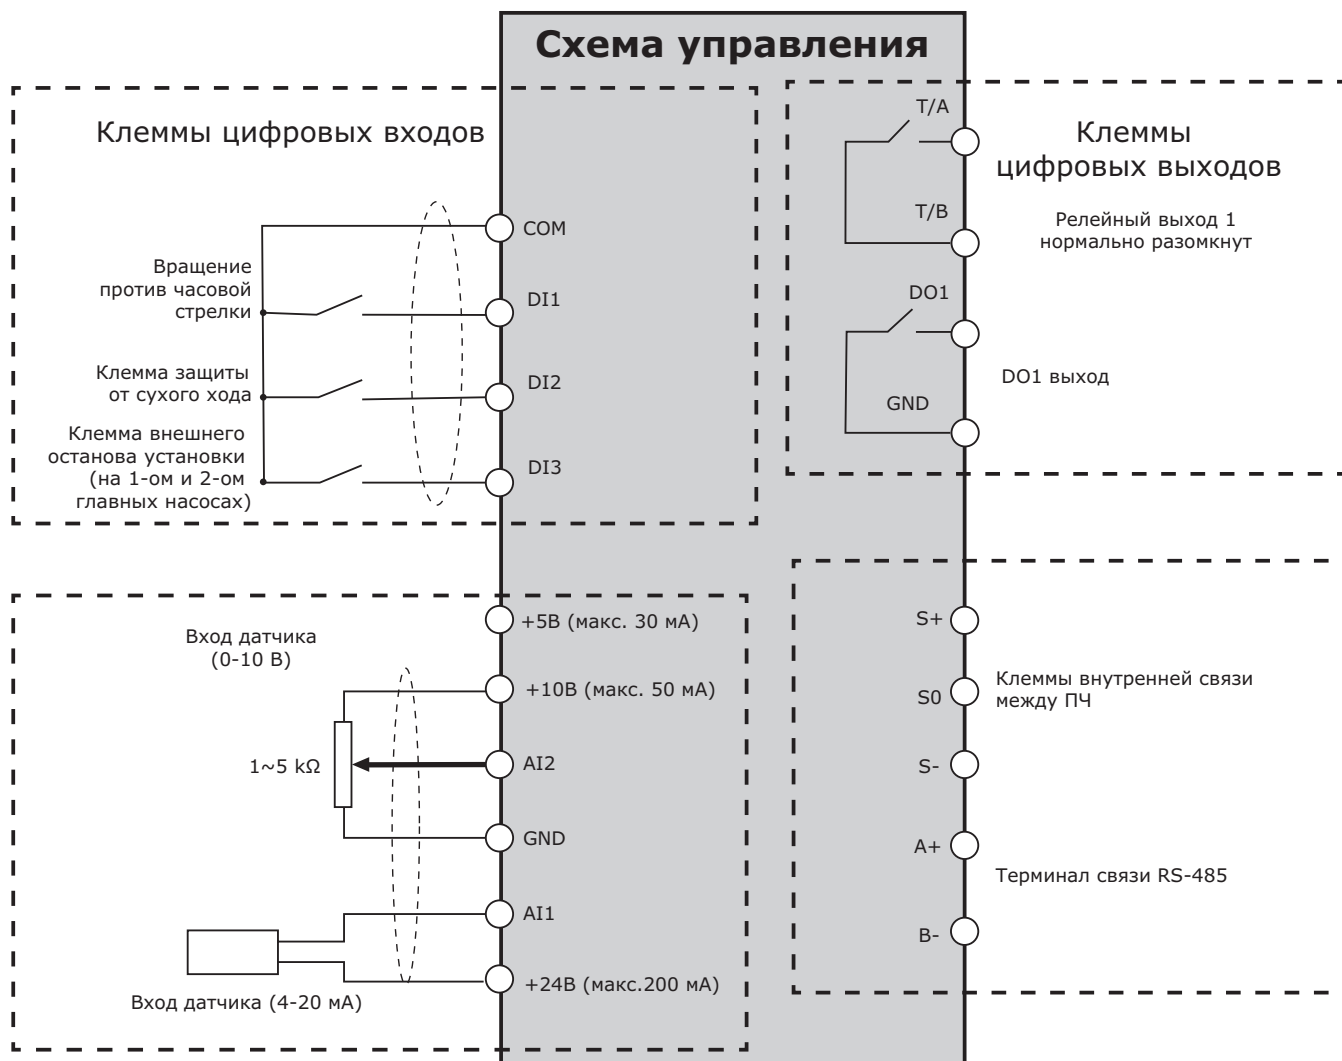 Схема управления
Клеммы цифровых входов
COM
Вращение
против часовой
стрелки
DI1
Клемма защиты
от сухого хода
DI2
Клемма внешнего
останова установки
(на 1-ом и 2-ом
главных насосах)
DI3
T/A
Клеммы
цифровых выходов
T/B
Релейный выход 1
нормально разомкнут
DO1
DO1 выход
GND
+5В (макс. 30 мА)
Вход датчика
(0-10 В)
+10В (макс. 50 мА)
1~5 kΩ
AI2
GND
AI1
+24В (макс.200 мА)
Вход датчика (4-20 мА)
S+
Клеммы внутренней связи
между ПЧ
S0
S-
A+
Терминал связи RS-485
B-